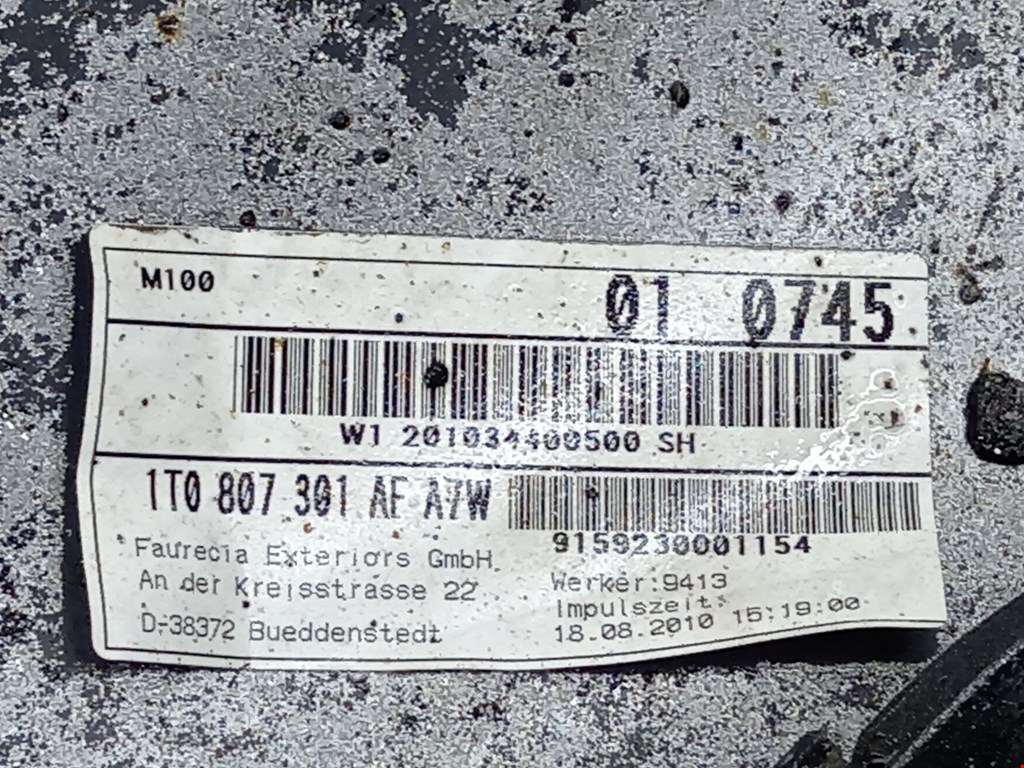 M100
01 0745
W1 201034400500 SH
1T0 807 301 AF A7W
9159230001154
Faurecia Exteriors GmbH.
An der Kreisstrasse 22
D-38372 Bueddenstedt
Werker:9413
Impulszeit:
18.08.2010 15:19:00